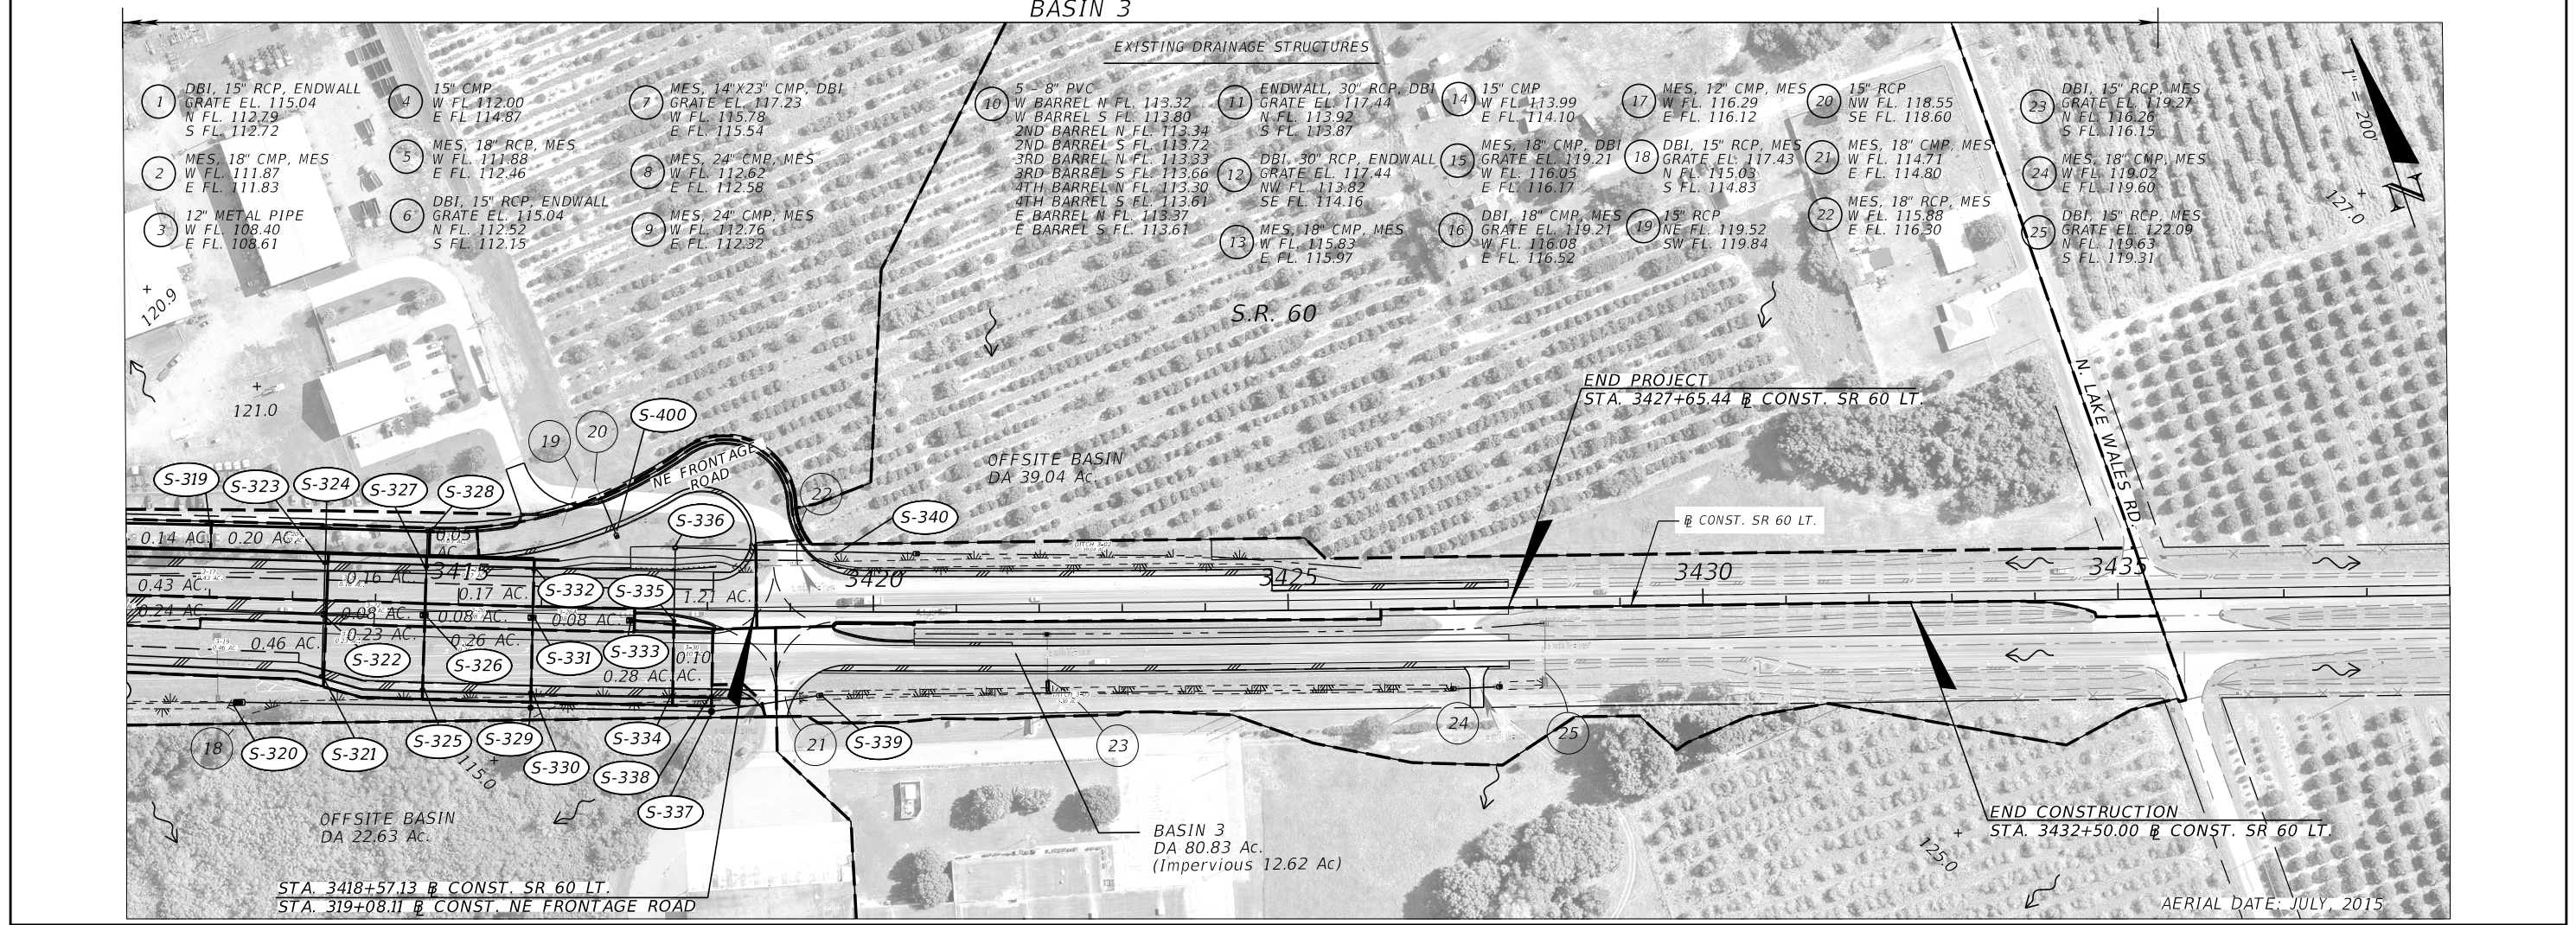 BASIN 3
EXISTING DRAINAGE STRUCTURES
1
DBI, 15" RCP, ENDWALL
GRATE EL. 115.04
N FL. 112.79
S FL. 112.72
2
MES, 18" CMP, MES
W FL. 111.87
E FL. 111.83
3
12" METAL PIPE
W FL. 108.40
E FL. 108.61
4
15" CMP
W FL 112.00
E FL 114.87
5
MES, 18" RCP, MES
W FL. 111.88
E FL. 112.46
6
DBI, 15" RCP, ENDWALL
GRATE EL. 115.04
N FL. 112.52
S FL. 112.15
7
MES, 14"X23" CMP, DBI
GRATE EL. 117.23
W FL. 115.78
E FL. 115.54
8
MES, 24" CMP, MES
W FL. 112.62
E FL. 112.58
9
MES, 24" CMP, MES
W FL. 112.76
E FL. 112.32
10
5 - 8" PVC
W BARREL N FL. 113.32
W BARREL S FL. 113.80
2ND BARREL N FL. 113.34
2ND BARREL S FL. 113.72
3RD BARREL N FL. 113.33
3RD BARREL S FL. 113.66
4TH BARREL N FL. 113.30
4TH BARREL S FL. 113.61
E BARREL N FL. 113.37
E BARREL S FL. 113.61
11
ENDWALL, 30" RCP, DBI
GRATE EL. 117.44
N FL. 113.92
S FL. 113.87
12
DBI, 30" RCP, ENDWALL
GRATE EL. 117.44
NW FL. 113.82
SE FL. 114.16
13
MES, 18" CMP, MES
W FL. 115.83
E FL. 115.97
14
15" CMP
W FL. 113.99
E FL. 114.10
15
MES, 18" CMP, DBI
GRATE EL. 119.21
W FL. 116.05
E FL. 116.17
16
DBI, 18" CMP, MES
GRATE EL. 119.21
W FL. 116.08
E FL. 116.52
17
MES, 12" CMP, MES
W FL. 116.29
E FL. 116.12
18
DBI, 15" RCP, MES
GRATE EL. 117.43
N FL. 115.03
S FL. 114.83
19
15" RCP
NE FL. 119.52
SW FL. 119.84
20
15" RCP
NW FL. 118.55
SE FL. 118.60
21
MES, 18" CMP, MES
W FL. 114.71
E FL. 114.80
22
MES, 18" RCP, MES
W FL. 115.88
E FL. 116.30
23
DBI, 15" RCP, MES
GRATE EL. 119.27
N FL. 116.26
S FL. 116.15
24
MES, 18" CMP, MES
W FL. 119.02
E FL. 119.60
25
DBI, 15" RCP, MES
GRATE EL. 122.09
N FL. 119.63
S FL. 119.31
1" = 200'
N
127.0
120.9
121.0
S.R. 60
END PROJECT
STA. 3427+65.44 BL CONST. SR 60 LT.
N. LAKE WALES RD.
19
20
S-400
NE FRONTAGE
ROAD
OFFSITE BASIN
DA 39.04 Ac.
22
S-319
S-323
S-324
S-327
S-328
S-336
S-340
BL CONST. SR 60 LT.
0.14 AC.
0.20 AC.
0.05
AC.
3415
3420
3425
3430
3435
0.43 AC.
0.16 AC.
0.17 AC.
S-332
S-335
1.21 AC.
0.24 AC.
0.08 AC.
0.08 AC.
0.08 AC.
0.46 AC.
0.23 AC.
0.26 AC.
S-322
S-326
S-331
S-333
0.10
AC.
0.28 AC.
18
S-320
S-321
S-325
S-329
S-330
S-334
S-338
S-337
21
S-339
23
24
25
115.0
OFFSITE BASIN
DA 22.63 Ac.
BASIN 3
DA 80.83 Ac.
(Impervious 12.62 Ac)
END CONSTRUCTION
STA. 3432+50.00 BL CONST. SR 60 LT.
125.0
STA. 3418+57.13 BL CONST. SR 60 LT.
STA. 319+08.11 BL CONST. NE FRONTAGE ROAD
AERIAL DATE: JULY, 2015